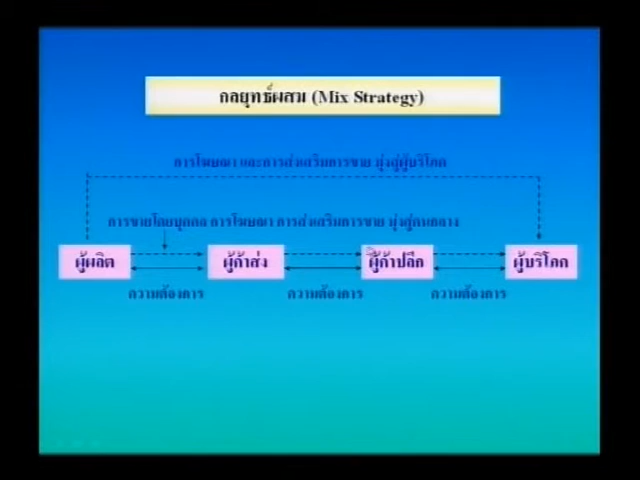 กลยุทธ์ผสม (Mix Strategy)
การโฆษณา และการส่งเสริมการขาย มุ่งสู่ผู้บริโภค
การขายโดยบุคคล การโฆษณา การส่งเสริมการขาย มุ่งสู่คนกลาง
ผู้ผลิต ผู้ค้าส่ง ผู้ค้าปลีก ผู้บริโภค
ความต้องการ ความต้องการ ความต้องการ